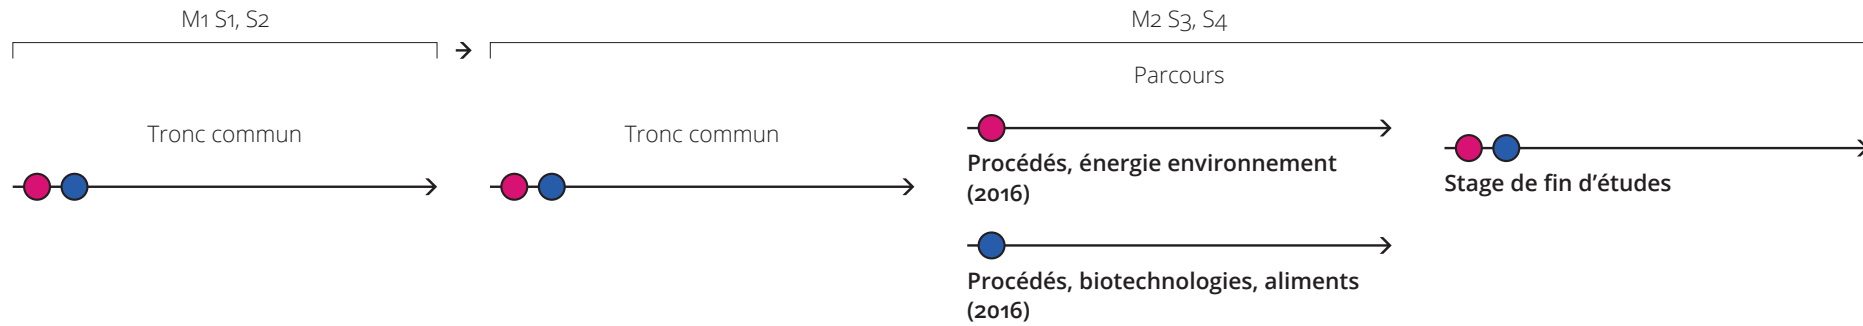 M1 S1, S2
M2 S3, S4
Parcours
Tronc commun
Tronc commun
Procédés, énergie environnement
(2016)
Procédés, biotechnologies, aliments
(2016)
Stage de fin d’études